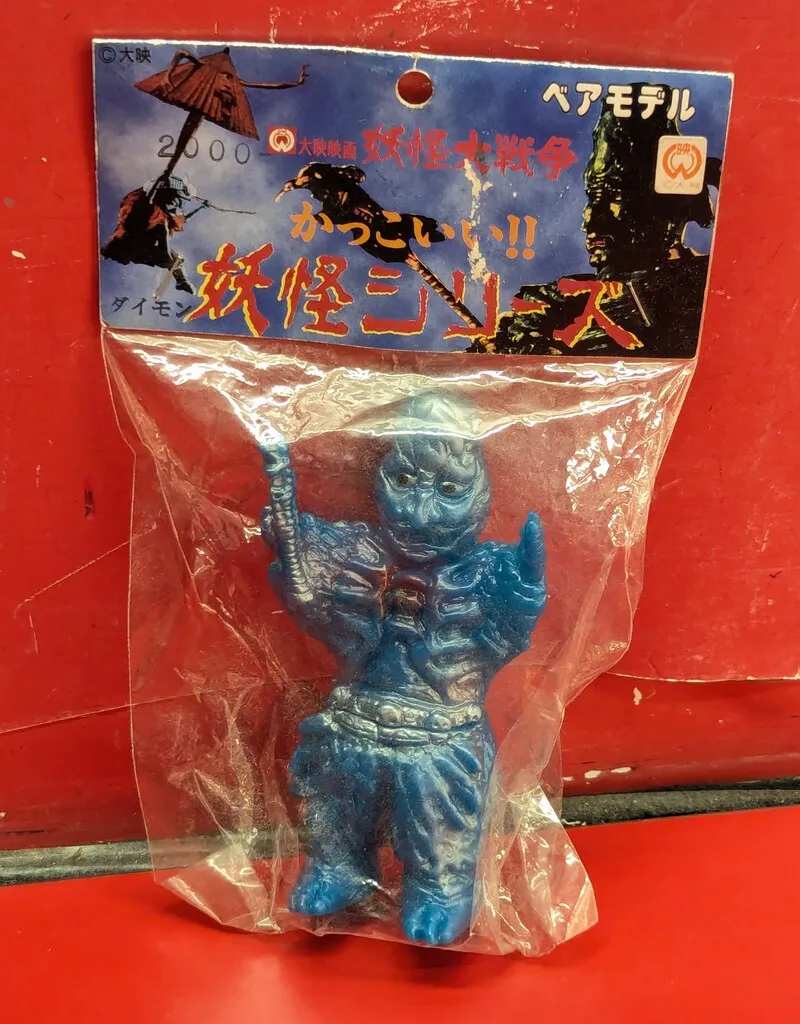 ©大映
ベアモデル
2000
大映映画 妖怪大戦争
映
かっこいい!!
妖怪シリーズ
ダイモン